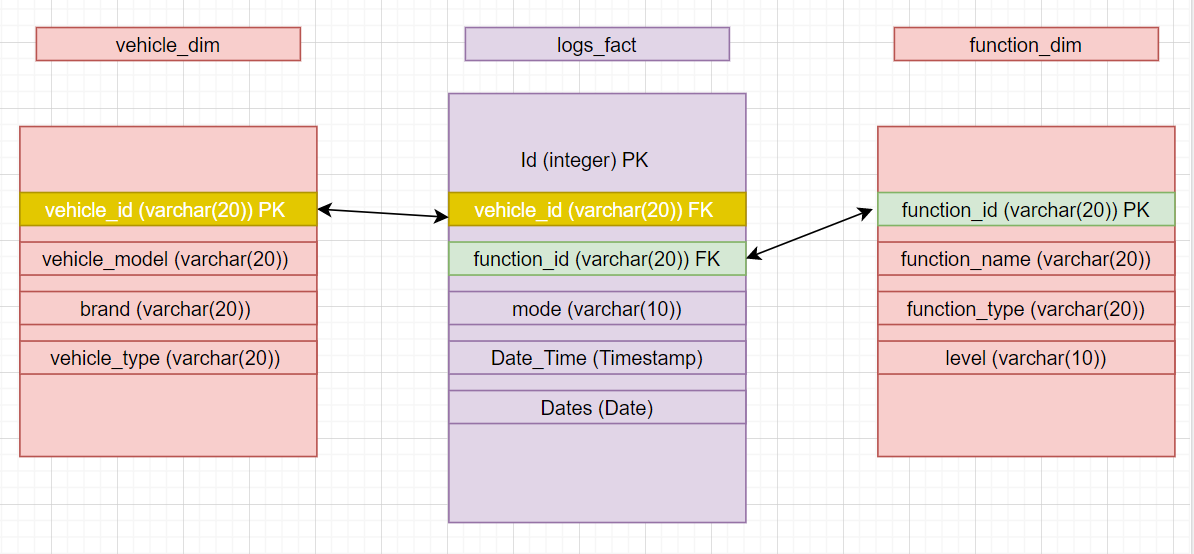 vehicle_dim
vehicle_id (varchar(20)) PK
vehicle_model (varchar(20))
brand (varchar(20))
vehicle_type (varchar(20))
logs_fact
Id (integer) PK
vehicle_id (varchar(20)) FK
function_id (varchar(20)) FK
mode (varchar(10))
Date_Time (Timestamp)
Dates (Date)
function_dim
function_id (varchar(20)) PK
function_name (varchar(20))
function_type (varchar(20))
level (varchar(10))